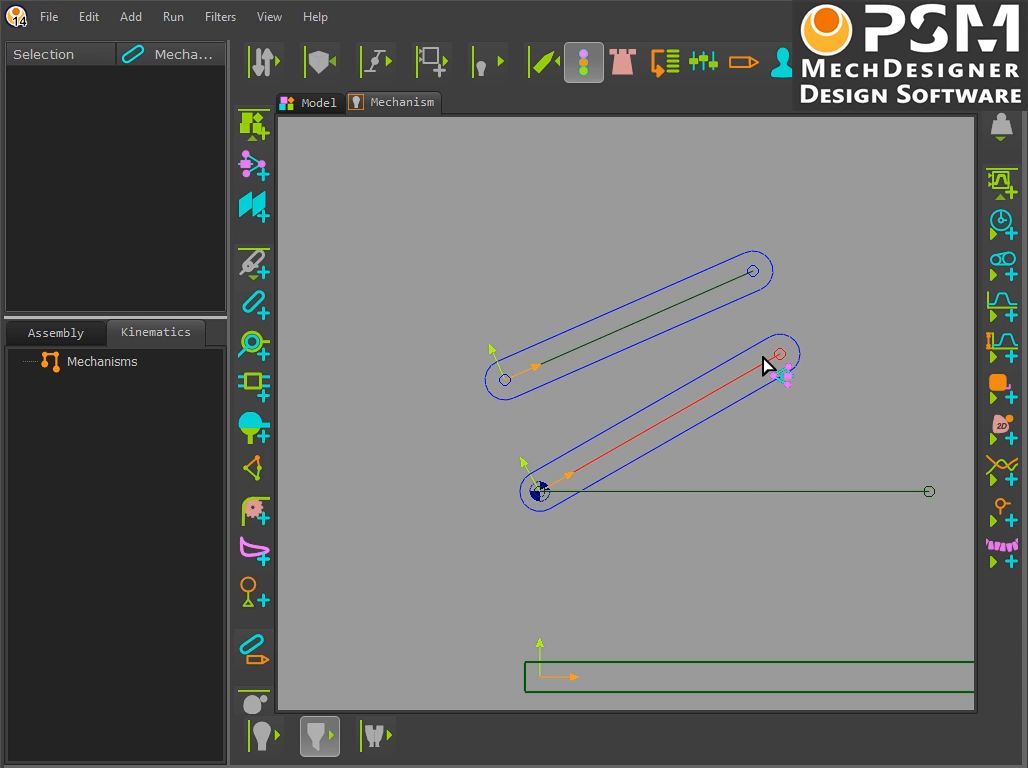 14
File Edit Add Run Filters View Help
PSM
MECHDESIGNER
DESIGN SOFTWARE
Selection Mecha...
Model Mechanism
Assembly Kinematics
Mechanisms
2D